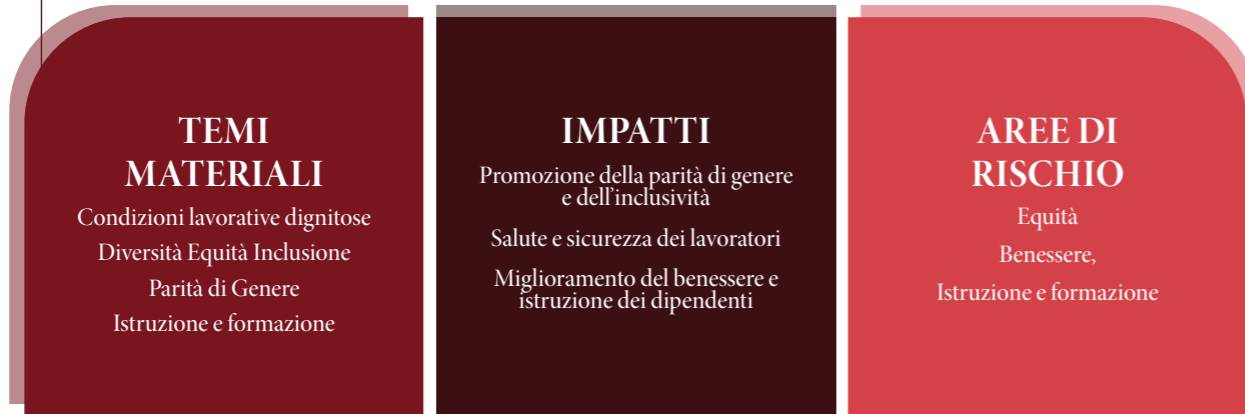 TEMI
MATERIALI
Condizioni lavorative dignitose
Diversità Equità Inclusione
Parità di Genere
Istruzione e formazione
IMPATTI
Promozione della parità di genere
e dell'inclusività
Salute e sicurezza dei lavoratori
Miglioramento del benessere e
istruzione dei dipendenti
AREE DI
RISCHIO
Equità
Benessere,
Istruzione e formazione